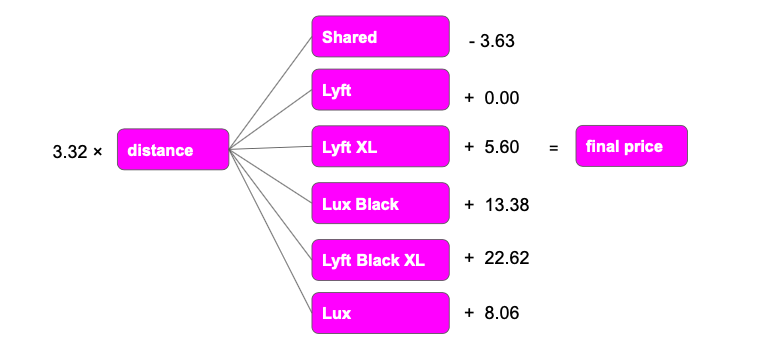 Shared - 3.63
Lyft + 0.00
3.32 × distance Lyft XL + 5.60 = final price
Lux Black + 13.38
Lyft Black XL + 22.62
Lux + 8.06